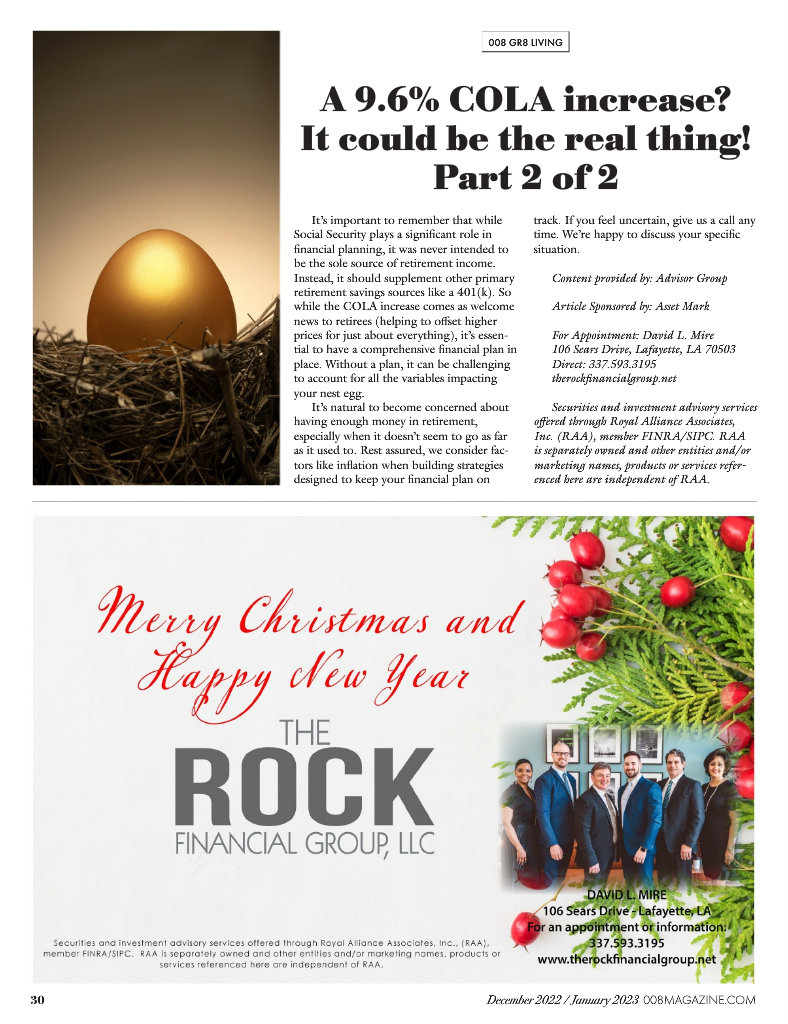 008 GR8 LIVING
A 9.6% COLA increase?
It could be the real thing!
Part 2 of 2
It’s important to remember that while
Social Security plays a significant role in
financial planning, it was never intended to
be the sole source of retirement income.
Instead, it should supplement other primary
retirement savings sources like a 401(k). So
while the COLA increase comes as welcome
news to retirees (helping to offset higher
prices for just about everything), it’s essen-
tial to have a comprehensive financial plan in
place. Without a plan, it can be challenging
to account for all the variables impacting
your nest egg.
It’s natural to become concerned about
having enough money in retirement,
especially when it doesn’t seem to go as far
as it used to. Rest assured, we consider fac-
tors like inflation when building strategies
designed to keep your financial plan on
track. If you feel uncertain, give us a call any
time. We’re happy to discuss your specific
situation.
Content provided by: Advisor Group
Article Sponsored by: Asset Mark
For Appointment: David L. Mire
106 Sears Drive, Lafayette, LA 70503
Direct: 337.593.3195
therockfinancialgroup.net
Securities and investment advisory services
offered through Royal Alliance Associates,
Inc. (RAA), member FINRA/SIPC. RAA
is separately owned and other entities and/or
marketing names, products or services refer-
enced here are independent of RAA.
Merry Christmas and
Happy New Year
THE
ROCK
FINANCIAL GROUP, LLC
DAVID L. MIRE
106 Sears Drive - Lafayette, LA
For an appointment or information:
337.593.3195
www.therockfinancialgroup.net
Securities and investment advisory services offered through Royal Alliance Associates, Inc., (RAA),
member FINRA/SIPC. RAA is separately owned and other entities and/or marketing names, products or
services referenced here are independent of RAA.
30
December 2022 / January 2023 008MAGAZINE.COM